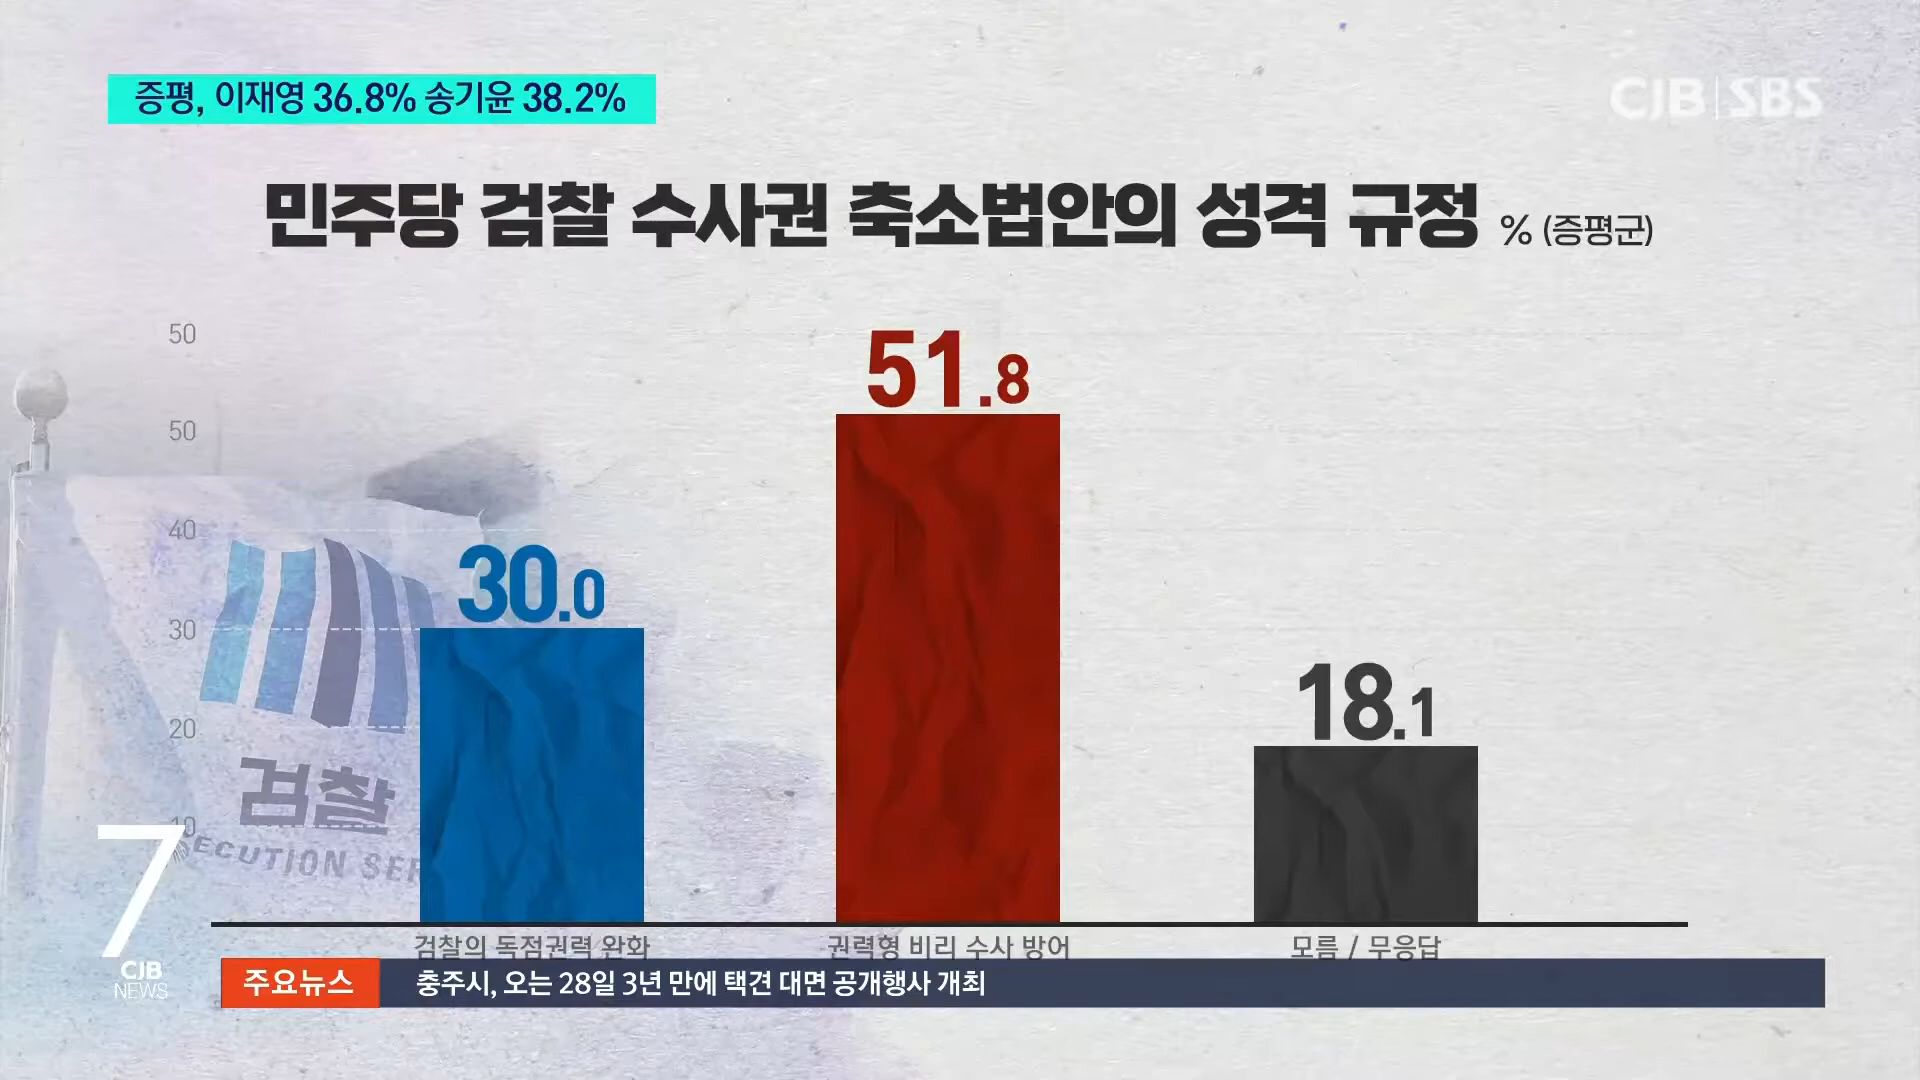 증평, 이재영 36.8% 송기윤 38.2%
CJB SBS
민주당 검찰 수사권 축소법안의 성격 규정 % (증평군)
50
51.8
50
40
30.0
30
18.1
20
검찰
10
ECUTION SER
7
검찰의 독점권력 완화
권력형 비리 수사 방어
모름 / 무응답
CJB
NEWS
주요뉴스
충주시, 오는 28일 3년 만에 택견 대면 공개행사 개최